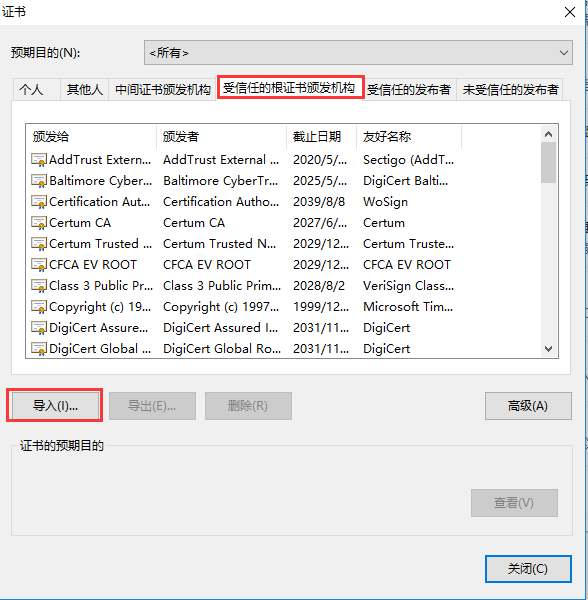 证书
预期目的(N):
<所有>
个人 其他人 中间证书颁发机构 受信任的根证书颁发机构 受信任的发布者 未受信任的发布者
颁发给 颁发者 截止日期 友好名称
AddTrust Extern... AddTrust External ... 2020/5/... Sectigo (AddT...
Baltimore Cyber... Baltimore CyberTr... 2025/5/... DigiCert Balti...
Certification Aut... Certification Autho... 2039/8/8 WoSign
Certum CA Certum CA 2027/6/... Certum
Certum Trusted ... Certum Trusted N... 2029/12... Certum Truste...
CFCA EV ROOT CFCA EV ROOT 2029/12... CFCA EV ROOT
Class 3 Public Pr... Class 3 Public Prim... 2028/8/2 VeriSign Class...
Copyright (c) 19... Copyright (c) 1997... 1999/12... Microsoft Tim...
DigiCert Assure... DigiCert Assured I... 2031/11... DigiCert
DigiCert Global ... DigiCert Global Ro... 2031/11... DigiCert
导入(I)... 导出(E)... 删除(R) 高级(A)
证书的预期目的
查看(V)
关闭(C)